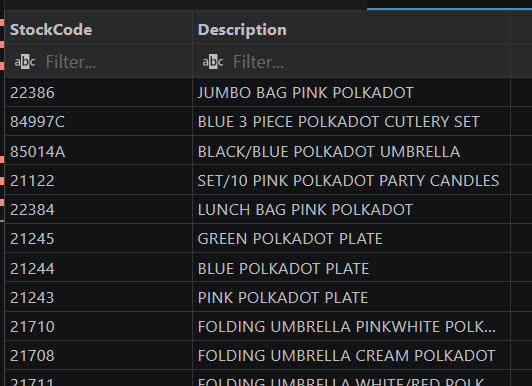 StockCode Description
abc Filter... abc Filter...
22386 JUMBO BAG PINK POLKADOT
84997C BLUE 3 PIECE POLKADOT CUTLERY SET
85014A BLACK/BLUE POLKADOT UMBRELLA
21122 SET/10 PINK POLKADOT PARTY CANDLES
22384 LUNCH BAG PINK POLKADOT
21245 GREEN POLKADOT PLATE
21244 BLUE POLKADOT PLATE
21243 PINK POLKADOT PLATE
21710 FOLDING UMBRELLA PINKWHITE POLK...
21708 FOLDING UMBRELLA CREAM POLKADOT
21711 FOLDING UMBRELLA WHITE/RED POLK...